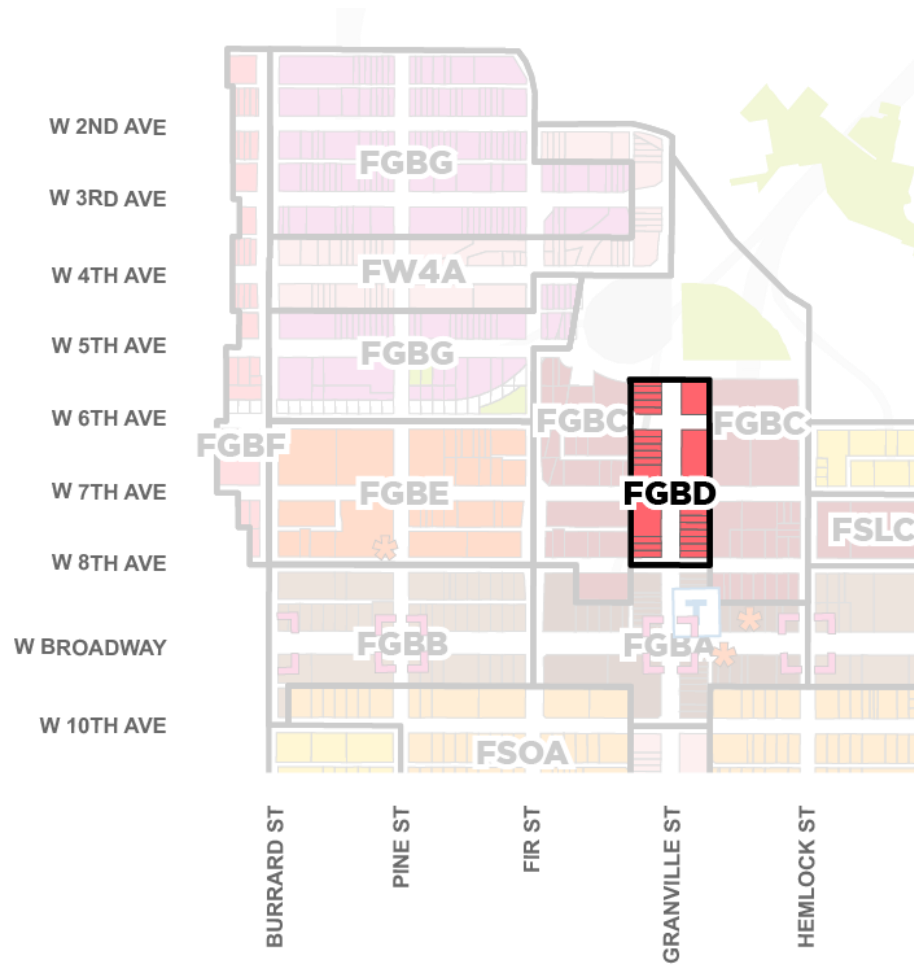 W 2ND AVE
FGBG
W 3RD AVE
W 4TH AVE
FW4A
W 5TH AVE
FGBG
W 6TH AVE
FGBC
FGBC
FGBF
W 7TH AVE
FGBE
FGBD
FSLC
W 8TH AVE
T
W BROADWAY
FGBB
FGBA
W 10TH AVE
FSOA
BURRARD ST
PINE ST
FIR ST
GRANVILLE ST
HEMLOCK ST